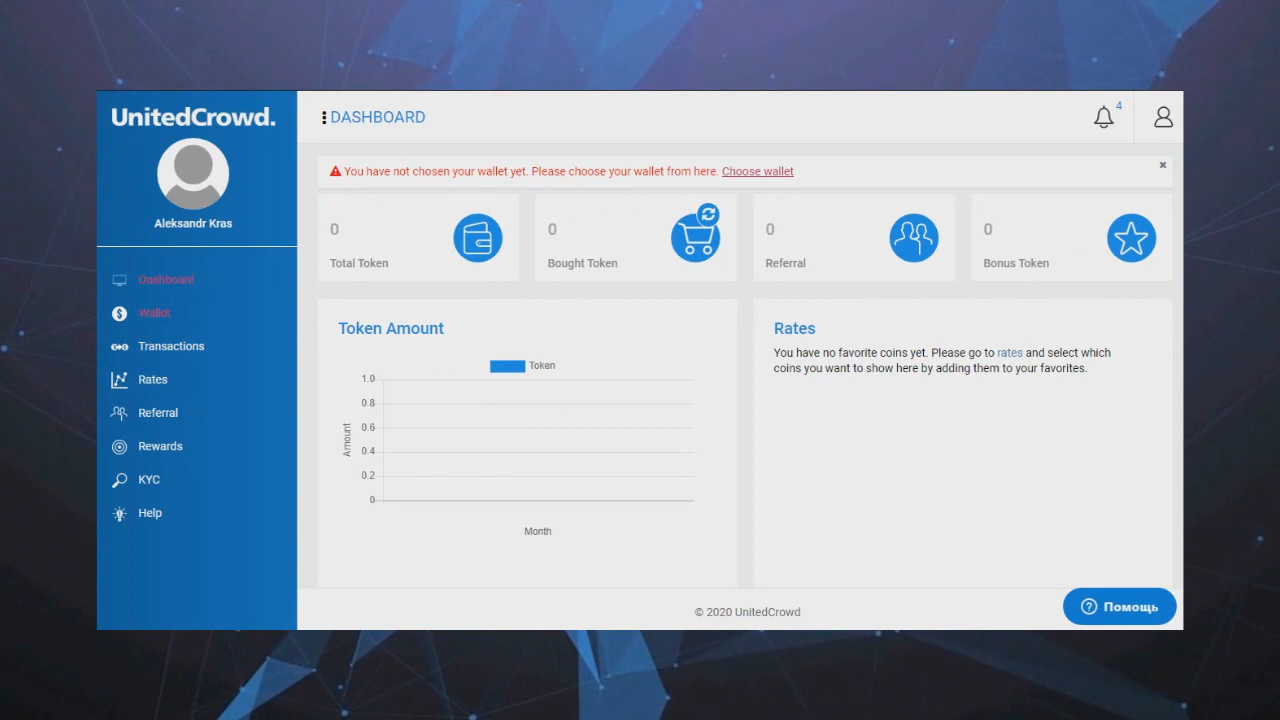 UnitedCrowd.
Aleksandr Kras
Dashboard
Wallet
Transactions
Rates
Referral
Rewards
KYC
Help
DASHBOARD
4
You have not chosen your wallet yet. Please choose your wallet from here. Choose wallet
0
Total Token
0
Bought Token
0
Referral
0
Bonus Token
Token Amount
Token
1.0
0.8
0.6
0.4
0.2
0
Amount
Month
Rates
You have no favorite coins yet. Please go to rates and select which
coins you want to show here by adding them to your favorites.
© 2020 UnitedCrowd
Помощь